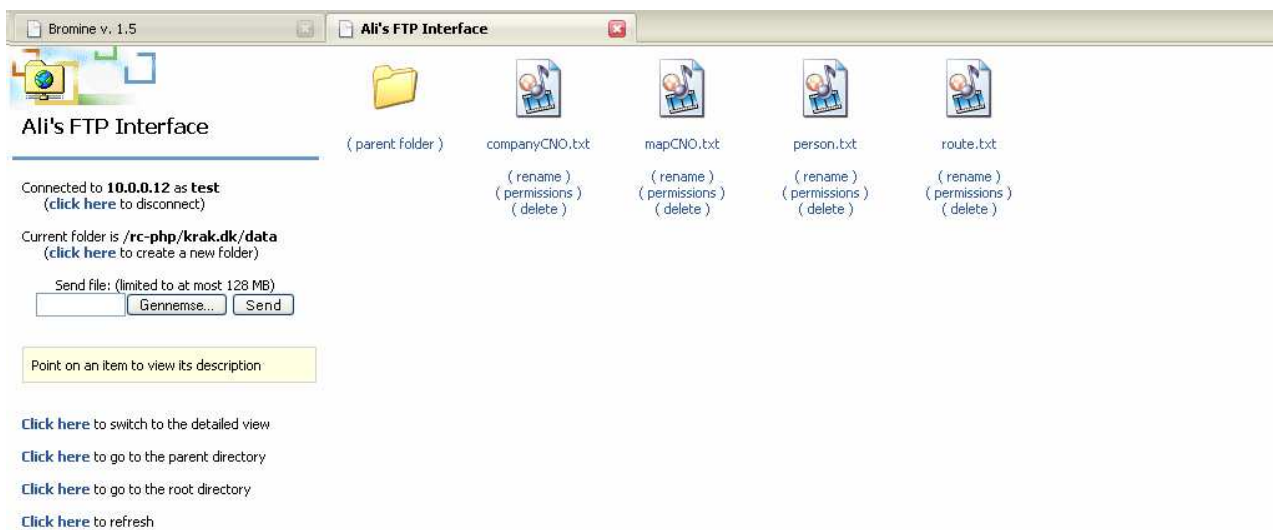 Bromine v. 1.5
Ali's FTP Interface
Ali's FTP Interface
Connected to 10.0.0.12 as test
(click here to disconnect)
Current folder is /rc-php/krak.dk/data
(click here to create a new folder)
Send file: (limited to at most 128 MB)
Gennemse... Send
Point on an item to view its description
Click here to switch to the detailed view
Click here to go to the parent directory
Click here to go to the root directory
Click here to refresh
( parent folder ) companyCNO.txt mapCNO.txt person.txt route.txt
( rename ) ( rename ) ( rename ) ( rename )
( permissions ) ( permissions ) ( permissions ) ( permissions )
( delete ) ( delete ) ( delete ) ( delete )